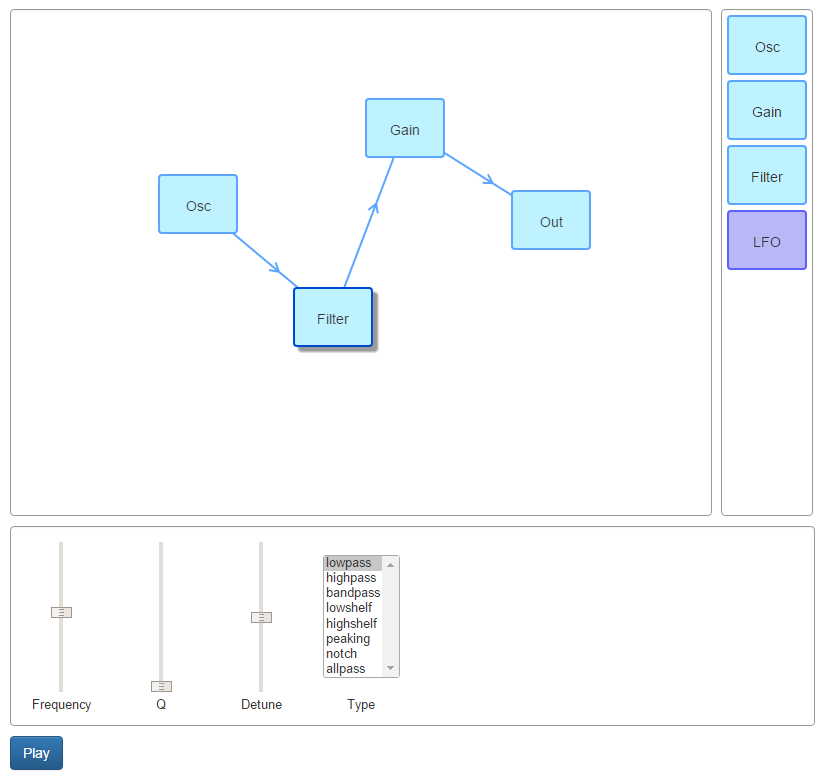 Osc
Gain
Filter
Out
Osc
Gain
Filter
LFO
lowpass
highpass
bandpass
lowshelf
highshelf
peaking
notch
allpass
Frequency
Q
Detune
Type
Play